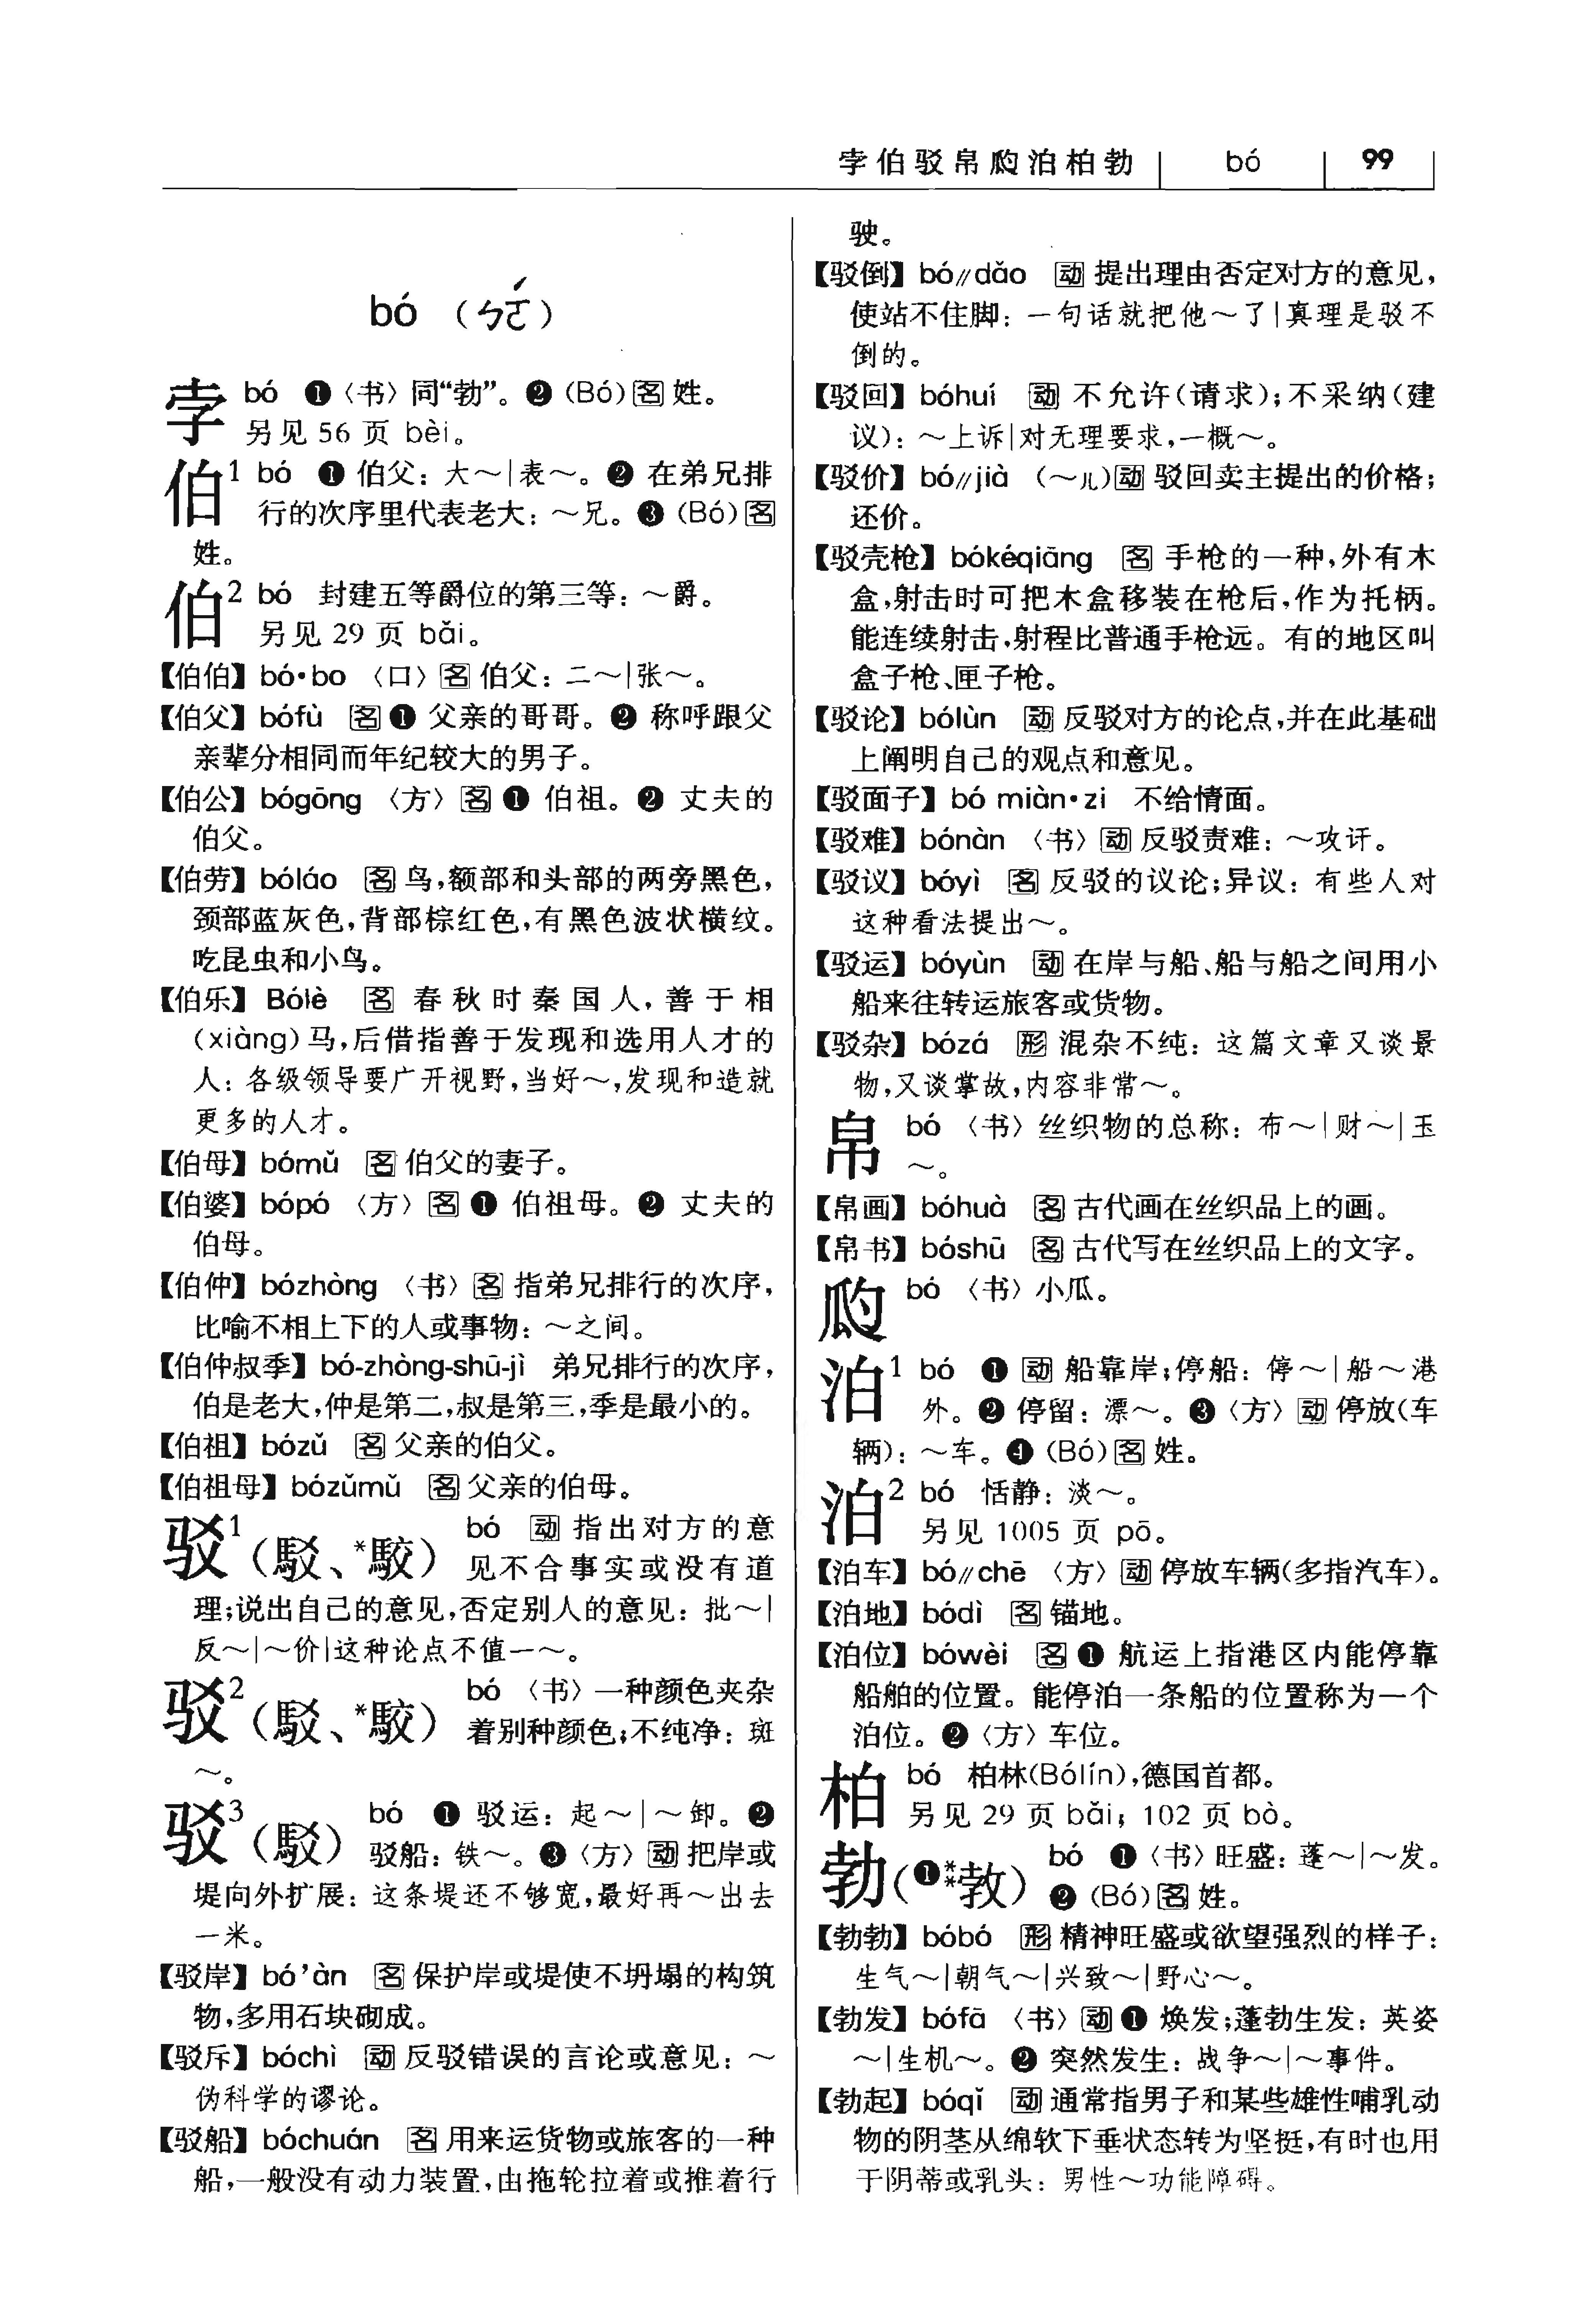 孛伯驳帛瓝泊柏勃 bó 99
bó （ㄅㄛˊ）
孛 bó ❶〈书〉同“勃”。❷ (Bó) 名 姓。
另见 56 页 bèi。
伯1 bó ❶ 伯父：大～|表～。❷ 在弟兄排
行的次序里代表老大：～兄。❸ (Bó) 名
姓。
伯2 bó 封建五等爵位的第三等：～爵。
另见 29 页 bǎi。
【伯伯】bó·bo 〈口〉名 伯父：二～|张～。
【伯父】bófù 名 ❶ 父亲的哥哥。❷ 称呼跟父
亲辈分相同而年纪较大的男子。
【伯公】bógōng 〈方〉名 ❶ 伯祖。❷ 丈夫的
伯父。
【伯劳】bóláo 名 鸟，额部和头部的两旁黑色，
颈部蓝灰色，背部棕红色，有黑色波状横纹。
吃昆虫和小鸟。
【伯乐】Bólè 名 春秋时秦国人，善于相
(xiàng)马，后借指善于发现和选用人才的
人：各级领导要广开视野，当好～，发现和造就
更多的人才。
【伯母】bómǔ 名 伯父的妻子。
【伯婆】bópó 〈方〉名 ❶ 伯祖母。❷ 丈夫的
伯母。
【伯仲】bózhòng 〈书〉名 指弟兄排行的次序，
比喻不相上下的人或事物：～之间。
【伯仲叔季】bó-zhòng-shū-jì 弟兄排行的次序，
伯是老大，仲是第二，叔是第三，季是最小的。
【伯祖】bózǔ 名 父亲的伯父。
【伯祖母】bózǔmǔ 名 父亲的伯母。
驳1（駁、*駮） bó 动 指出对方的意
见不合事实或没有道
理；说出自己的意见，否定别人的意见：批～|
反～|～价|这种论点不值一～。
驳2（駁、*駮） bó 〈书〉一种颜色夹杂
着别种颜色；不纯净：斑
～。
驳3（駁） bó ❶ 驳运：起～|～卸。❷
驳船：铁～。❸〈方〉动 把岸或
堤向外扩展：这条堤还不够宽，最好再～出去
一米。
【驳岸】bó'àn 名 保护岸或堤使不坍塌的构筑
物，多用石块砌成。
【驳斥】bóchì 动 反驳错误的言论或意见：～
伪科学的谬论。
【驳船】bóchuán 名 用来运货物或旅客的一种
船，一般没有动力装置，由拖轮拉着或推着行
驶。
【驳倒】bó∥dǎo 动 提出理由否定对方的意见，
使站不住脚：一句话就把他～了|真理是驳不
倒的。
【驳回】bóhuí 动 不允许（请求）；不采纳（建
议）：～上诉|对无理要求，一概～。
【驳价】bó∥jià （～儿）动 驳回卖主提出的价格；
还价。
【驳壳枪】bókéqiāng 名 手枪的一种，外有木
盒，射击时可把木盒移装在枪后，作为托柄。
能连续射击，射程比普通手枪远。有的地区叫
盒子枪、匣子枪。
【驳论】bólùn 动 反驳对方的论点，并在此基础
上阐明自己的观点和意见。
【驳面子】bó miàn·zi 不给情面。
【驳难】bónàn 〈书〉动 反驳责难：～攻讦。
【驳议】bóyì 名 反驳的议论；异议：有些人对
这种看法提出～。
【驳运】bóyùn 动 在岸与船、船与船之间用小
船来往转运旅客或货物。
【驳杂】bózá 形 混杂不纯：这篇文章又谈景
物，又谈掌故，内容非常～。
帛 bó 〈书〉丝织物的总称：布～|财～|玉
～。
【帛画】bóhuà 名 古代画在丝织品上的画。
【帛书】bóshū 名 古代写在丝织品上的文字。
瓝 bó 〈书〉小瓜。
泊1 bó ❶ 动 船靠岸；停船：停～|船～港
外。❷ 停留：漂～。❸〈方〉动 停放（车
辆）：～车。❹ (Bó) 名 姓。
泊2 bó 恬静：淡～。
另见 1005 页 pō。
【泊车】bó∥chē 〈方〉动 停放车辆（多指汽车）。
【泊地】bódì 名 锚地。
【泊位】bówèi 名 ❶ 航运上指港区内能停靠
船舶的位置。能停泊一条船的位置称为一个
泊位。❷〈方〉车位。
柏 bó 柏林(Bólín)，德国首都。
另见 29 页 bǎi；102 页 bò。
勃（❶**敎） bó ❶〈书〉旺盛：蓬～|～发。
❷ (Bó) 名 姓。
【勃勃】bóbó 形 精神旺盛或欲望强烈的样子：
生气～|朝气～|兴致～|野心～。
【勃发】bófā 〈书〉动 ❶ 焕发；蓬勃生发：英姿
～|生机～。❷ 突然发生：战争～|～事件。
【勃起】bóqǐ 动 通常指男子和某些雄性哺乳动
物的阴茎从绵软下垂状态转为坚挺，有时也用
于阴蒂或乳头：男性～功能障碍。